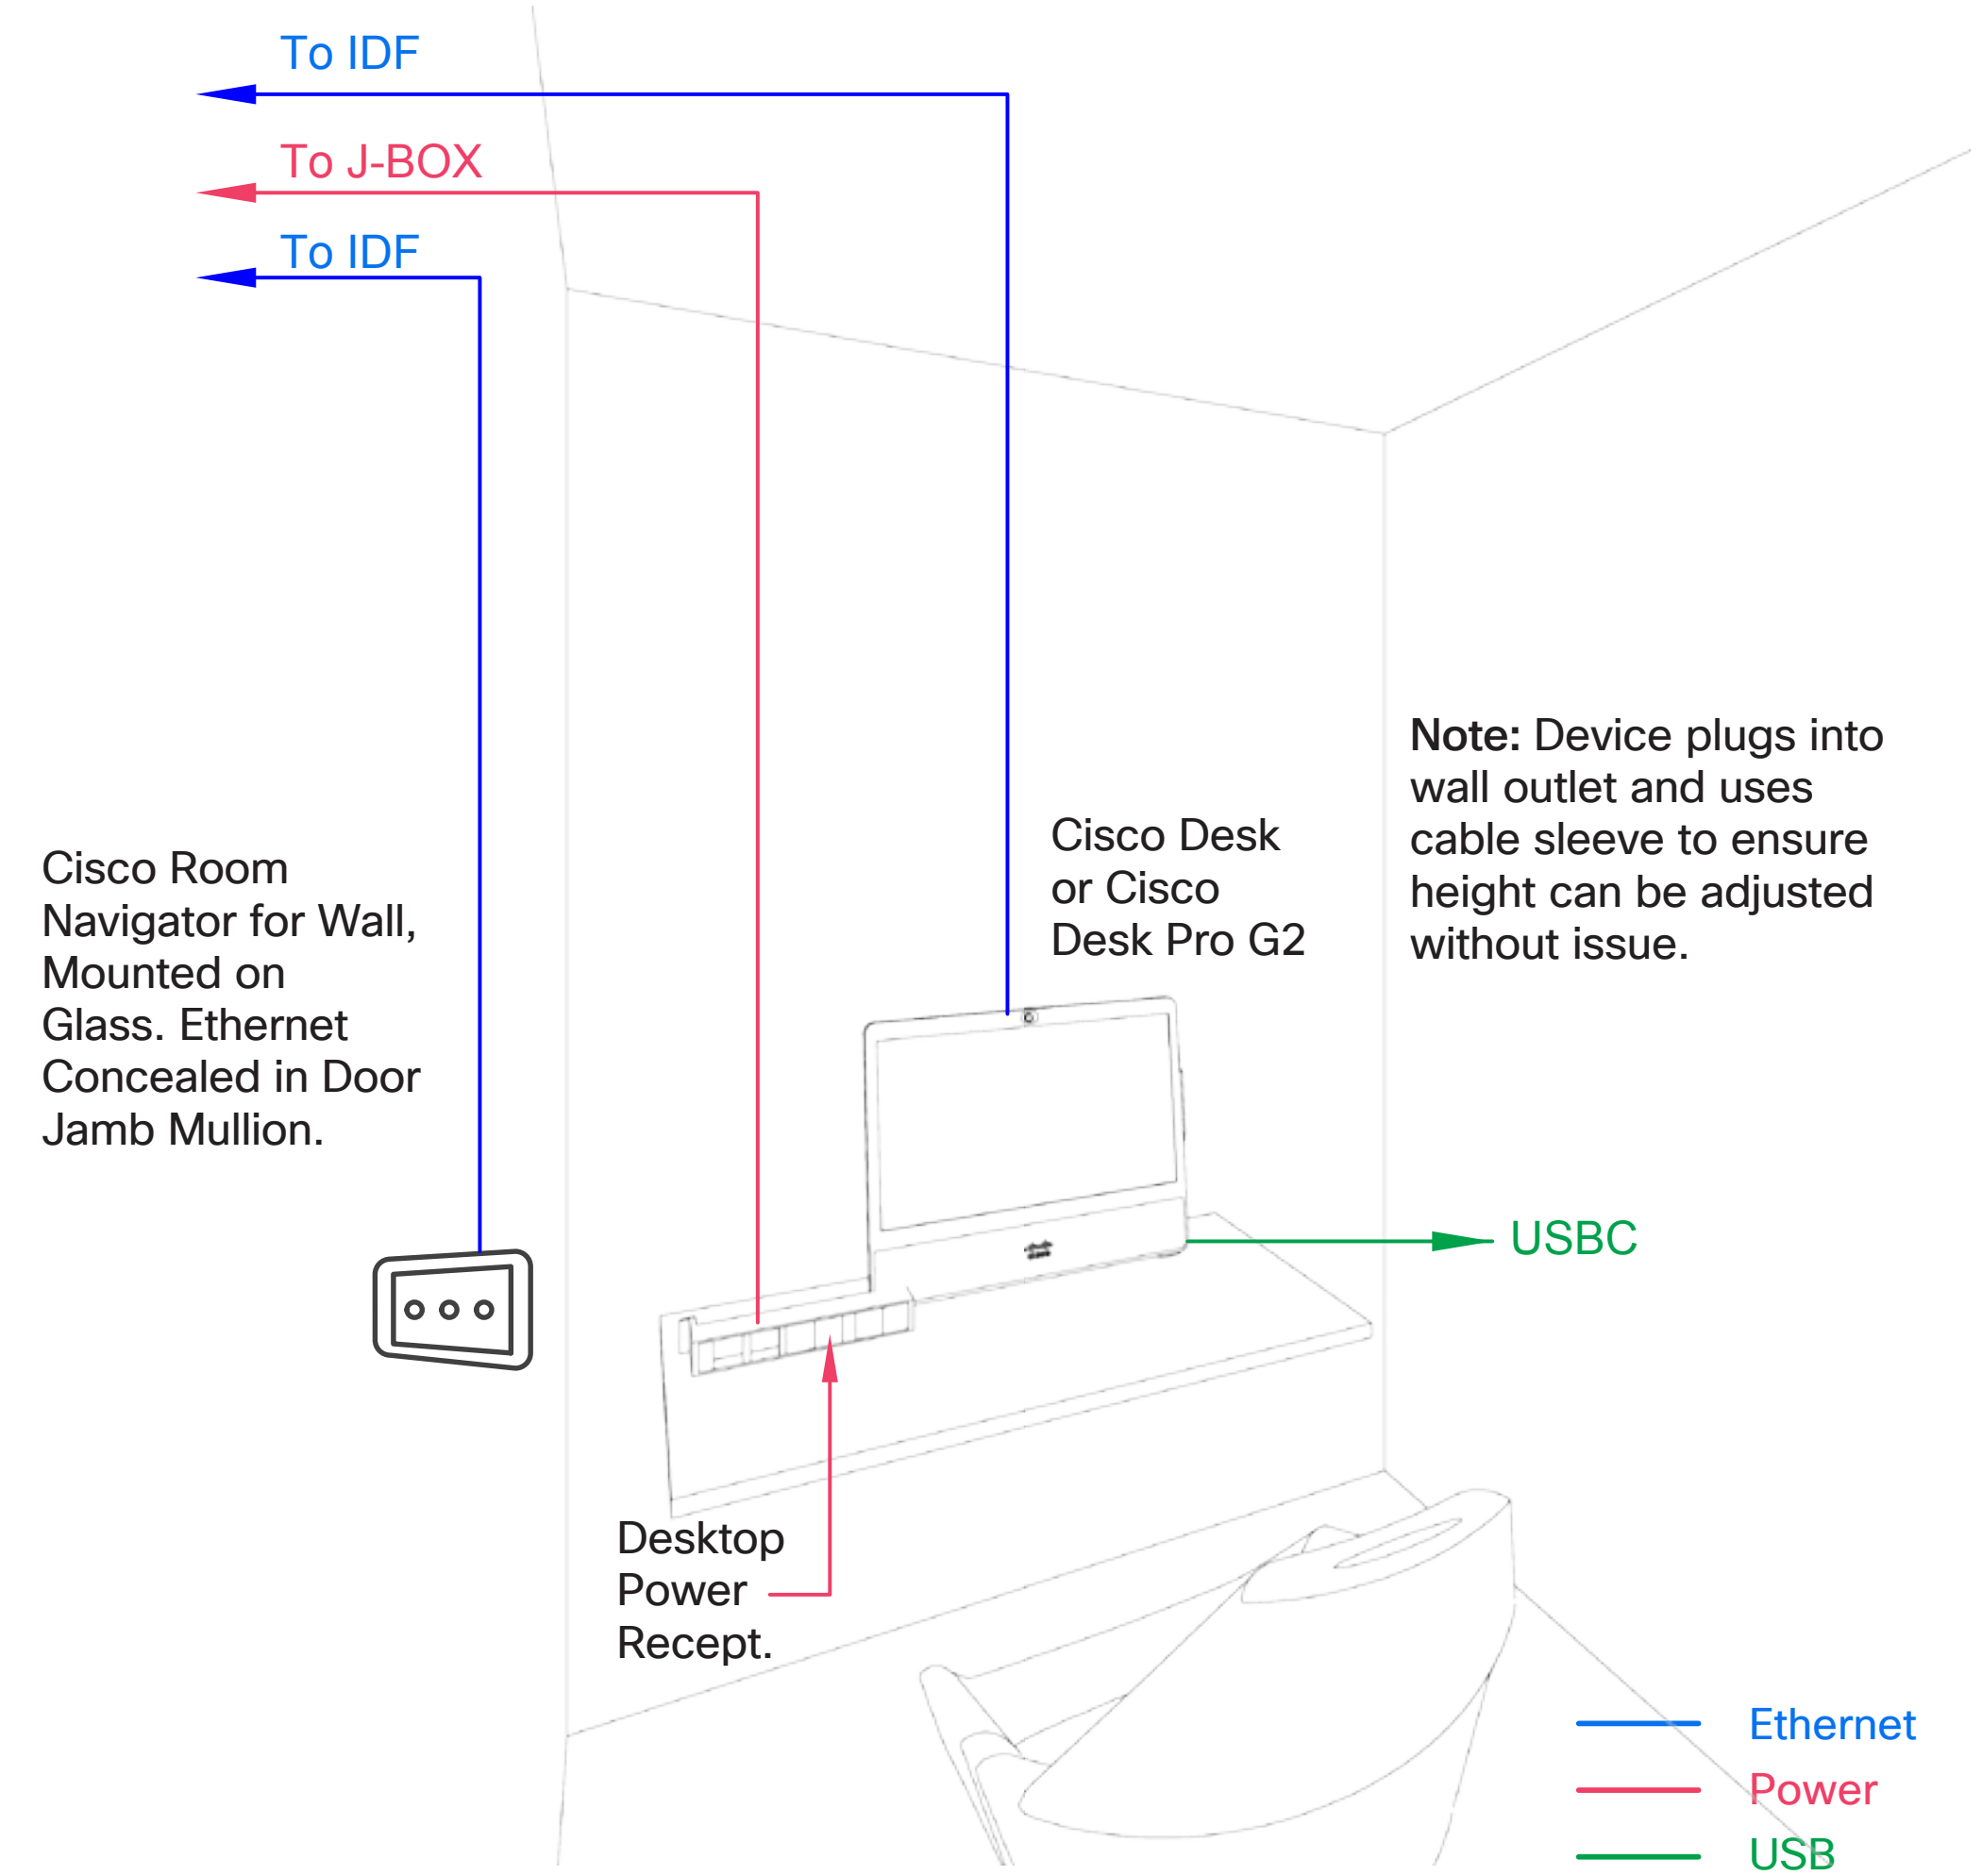 To IDF
To J-BOX
To IDF
Note: Device plugs into
wall outlet and uses
cable sleeve to ensure
height can be adjusted
without issue.
Cisco Desk
or Cisco
Desk Pro G2
Cisco Room
Navigator for Wall,
Mounted on
Glass. Ethernet
Concealed in Door
Jamb Mullion.
USBC
Desktop
Power
Recept.
Ethernet
Power
USB